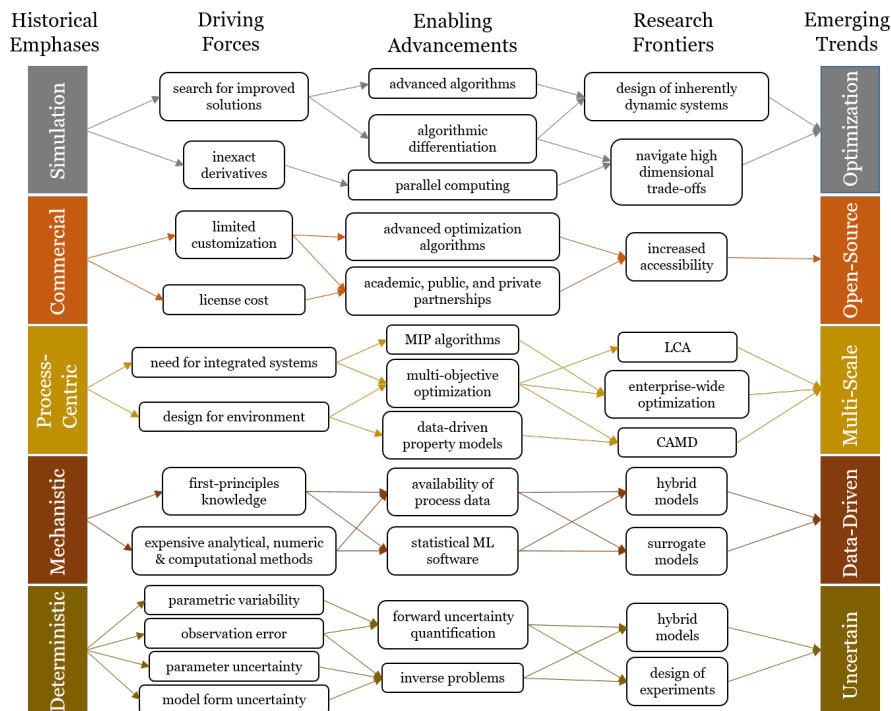 Historical
Emphases
Driving
Forces
Enabling
Advancements
Research
Frontiers
Emerging
Trends
Simulation
search for improved
solutions
inexact
derivatives
advanced algorithms
algorithmic
differentiation
parallel computing
design of inherently
dynamic systems
navigate high
dimensional
trade-offs
Optimization
Commercial
limited
customization
license cost
advanced optimization
algorithms
academic, public, and private
partnerships
increased
accessibility
Open-Source
Process-
Centric
need for integrated systems
design for environment
MIP algorithms
multi-objective
optimization
data-driven
property models
LCA
enterprise-wide
optimization
CAMD
Multi-Scale
Mechanistic
first-principles
knowledge
expensive analytical, numeric
& computational methods
availability of
process data
statistical ML
software
hybrid
models
surrogate
models
Data-Driven
Deterministic
parametric variability
observation error
parameter uncertainty
model form uncertainty
forward uncertainty
quantification
inverse problems
hybrid
models
design of
experiments
Uncertain